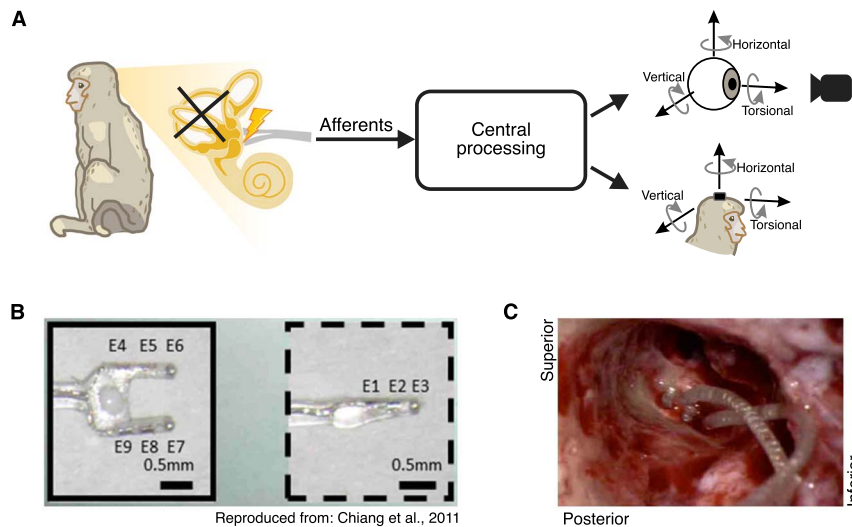 A
Afferents
Central
processing
Horizontal
Vertical
Torsional
Horizontal
Vertical
Torsional
B
E4 E5 E6
E9 E8 E7
0.5mm
E1 E2 E3
0.5mm
Reproduced from: Chiang et al., 2011
C
Superior
Posterior
Inferior